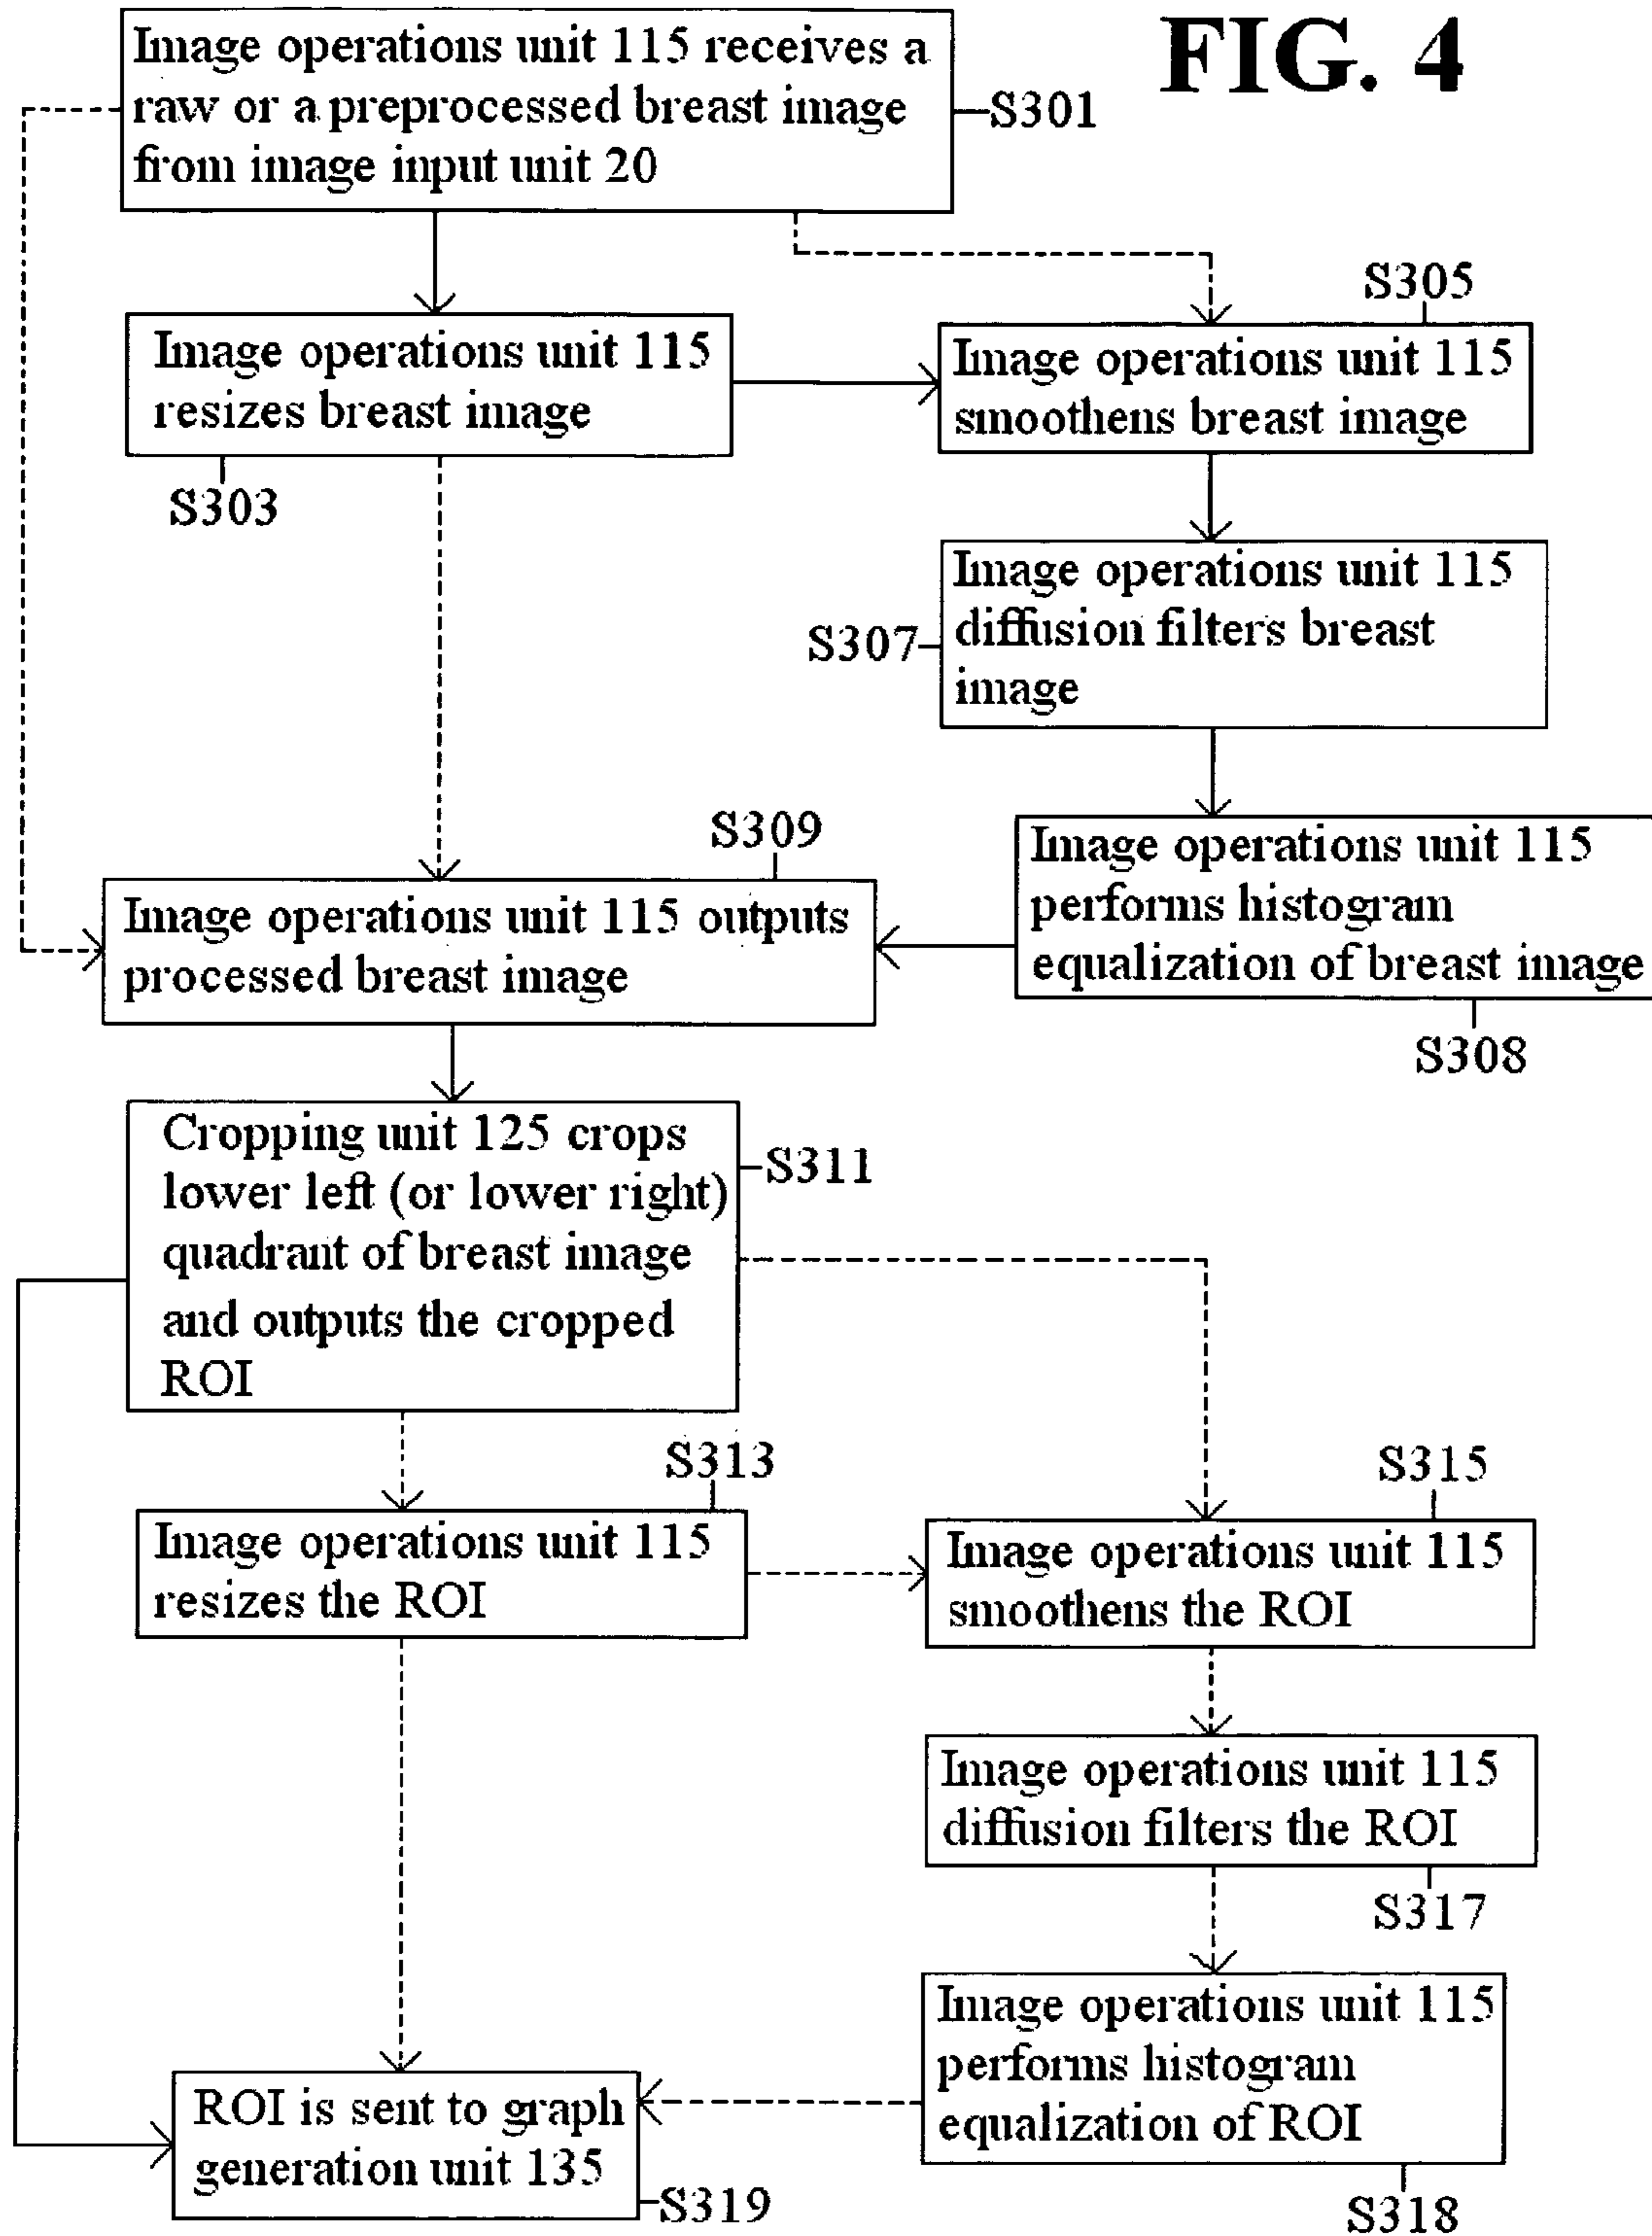 FIG. 4
Image operations unit 115 receives a
raw or a preprocessed breast image
from image input unit 20
S301
Image operations unit 115
resizes breast image
S303
S305
Image operations unit 115
smoothens breast image
Image operations unit 115
diffusion filters breast
image
S307
S309
Image operations unit 115 outputs
processed breast image
Image operations unit 115
performs histogram
equalization of breast image
S308
Cropping unit 125 crops
lower left (or lower right)
quadrant of breast image
and outputs the cropped
ROI
S311
S313
Image operations unit 115
resizes the ROI
S315
Image operations unit 115
smoothens the ROI
Image operations unit 115
diffusion filters the ROI
S317
Image operations unit 115
performs histogram
equalization of ROI
S318
ROI is sent to graph
generation unit 135
S319